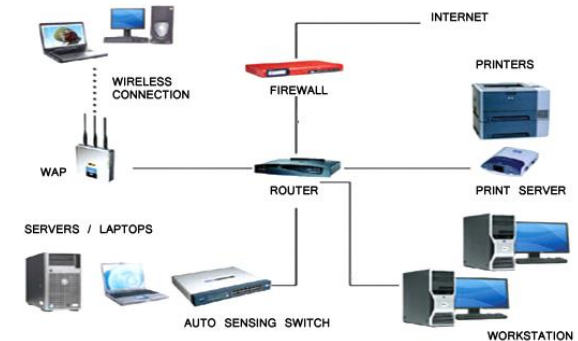 INTERNET
WIRELESS
CONNECTION
FIREWALL
PRINTERS
WAP
ROUTER
PRINT SERVER
SERVERS / LAPTOPS
AUTO SENSING SWITCH
WORKSTATION